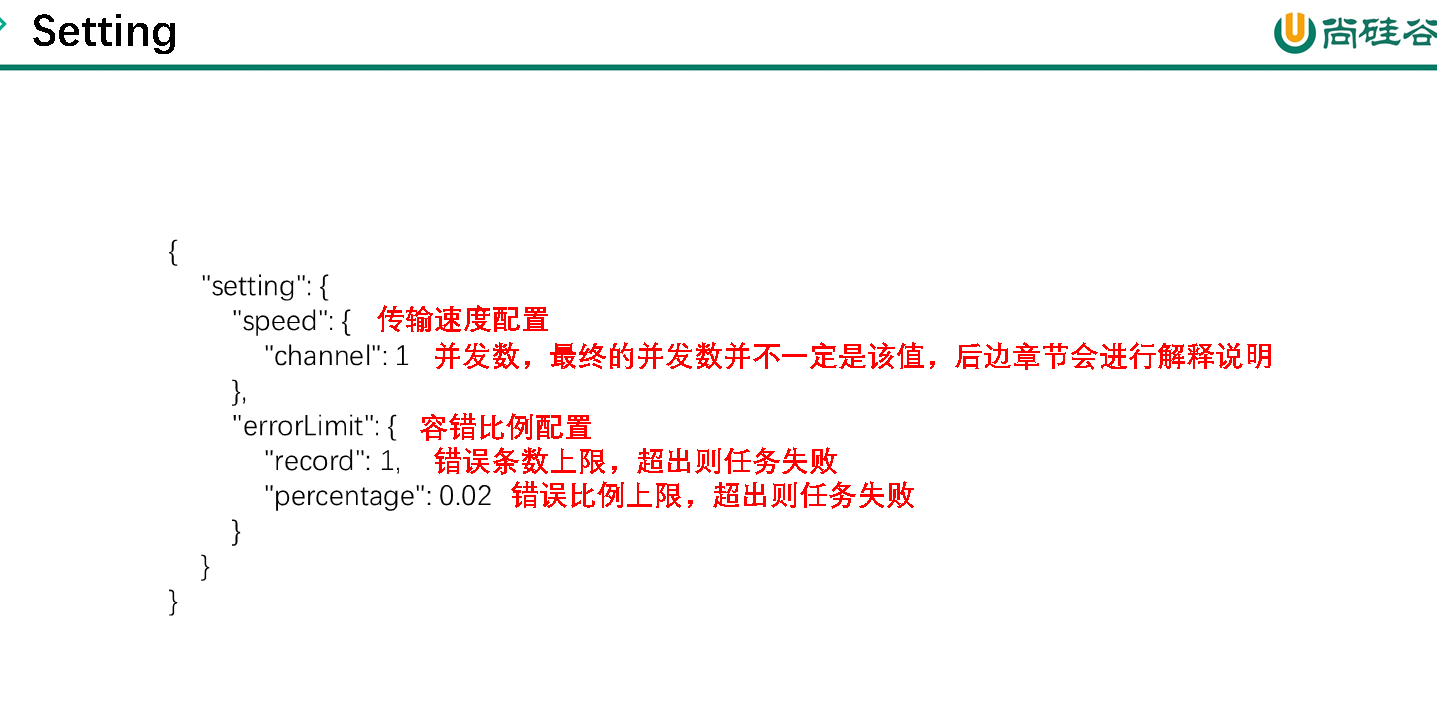 Setting
尚硅谷
{
"setting": {
"speed": { 传输速度配置
"channel": 1 并发数，最终的并发数并不一定是该值，后边章节会进行解释说明
},
"errorLimit": { 容错比例配置
"record": 1, 错误条数上限，超出则任务失败
"percentage": 0.02 错误比例上限，超出则任务失败
}
}
}